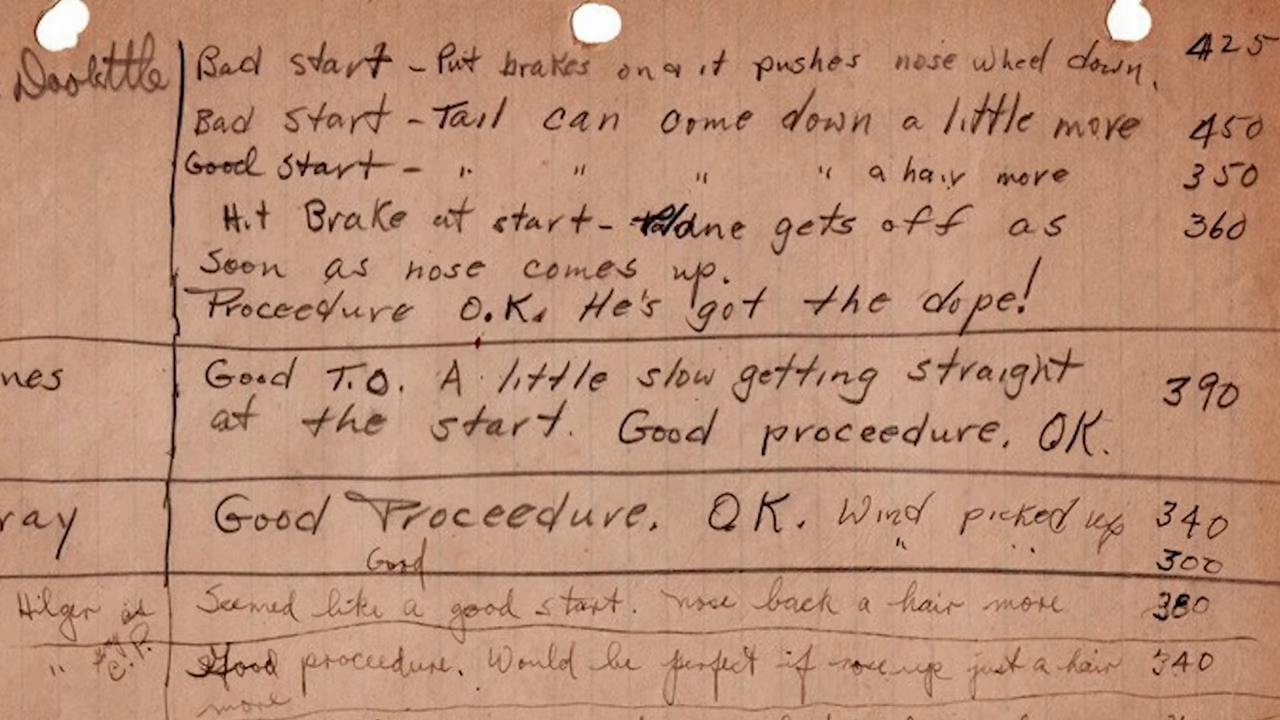 Doolittle Bad start - Put brakes on & it pushes nose wheel down. 425
Bad start - Tail can come down a little more 450
Good start - " " " " a hair more 350
Hit Brake at start - Plane gets off as 360
Soon as nose comes up.
Proceedure O.K. He's got the dope!
nes Good T.O. A little slow getting straight 390
at the start. Good proceedure. OK.
ray Good Proceedure. OK. Wind picked up 340
Good " " 300
Hilger as Seemed like a good start. nose back a hair more 380
" C.P. Good proceedure. Would be perfect if nose up just a hair 340
more